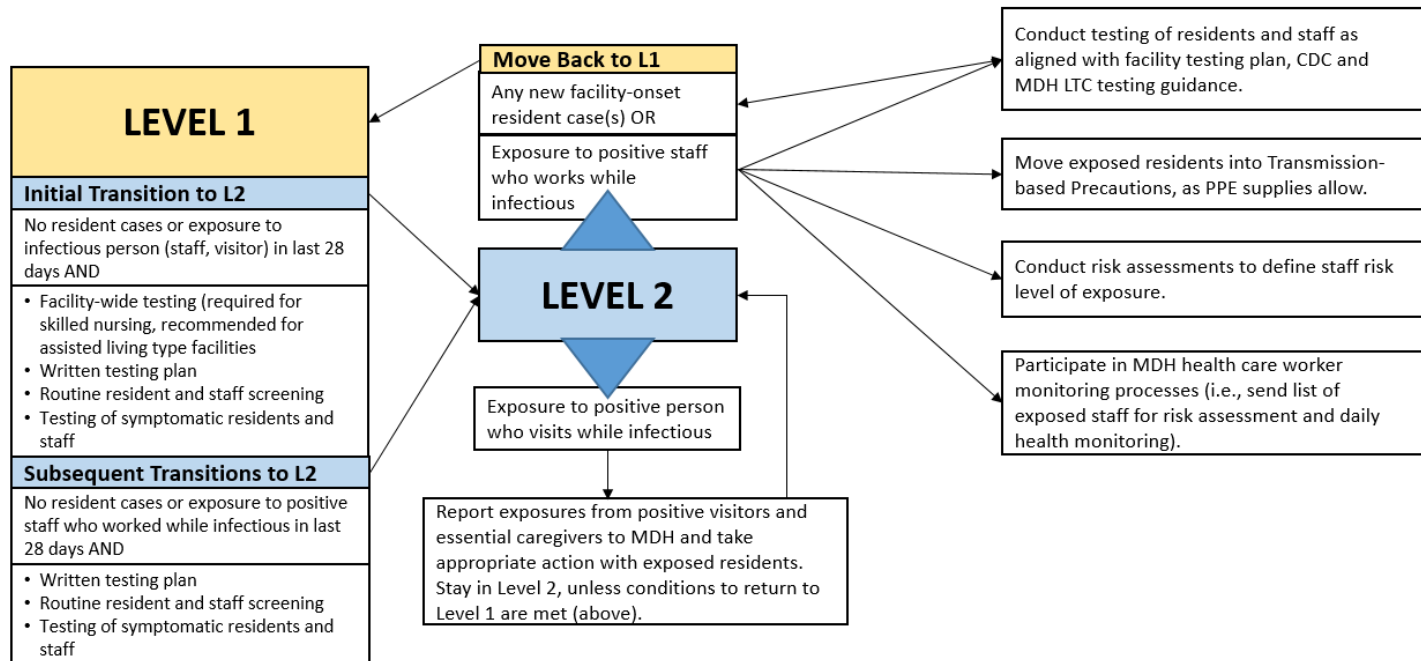 LEVEL 1
Initial Transition to L2
No resident cases or exposure to
infectious person (staff, visitor) in last 28
days AND
• Facility-wide testing (required for
skilled nursing, recommended for
assisted living type facilities
• Written testing plan
• Routine resident and staff screening
• Testing of symptomatic residents and
staff
Subsequent Transitions to L2
No resident cases or exposure to positive
staff who worked while infectious in last
28 days AND
• Written testing plan
• Routine resident and staff screening
• Testing of symptomatic residents and
staff
Move Back to L1
Any new facility-onset
resident case(s) OR
Exposure to positive staff
who works while
infectious
LEVEL 2
Exposure to positive person
who visits while infectious
Report exposures from positive visitors and
essential caregivers to MDH and take
appropriate action with exposed residents.
Stay in Level 2, unless conditions to return to
Level 1 are met (above).
Conduct testing of residents and staff as
aligned with facility testing plan, CDC and
MDH LTC testing guidance.
Move exposed residents into Transmission-
based Precautions, as PPE supplies allow.
Conduct risk assessments to define staff risk
level of exposure.
Participate in MDH health care worker
monitoring processes (i.e., send list of
exposed staff for risk assessment and daily
health monitoring).